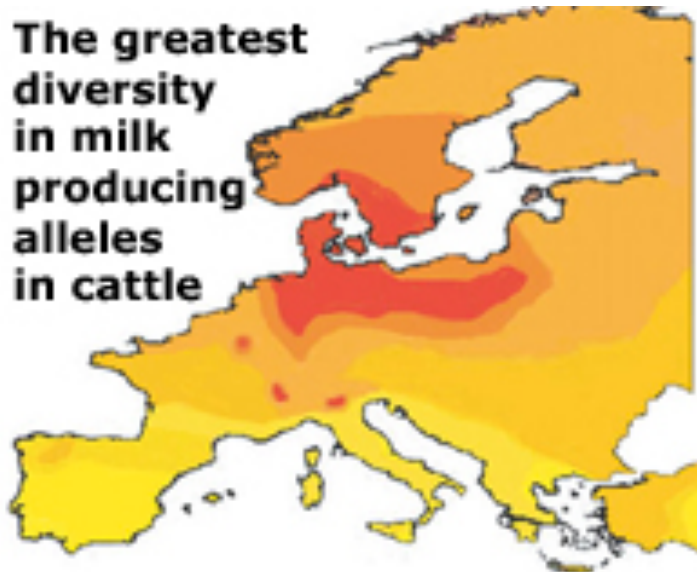 The greatest
diversity
in milk
producing
alleles
in cattle